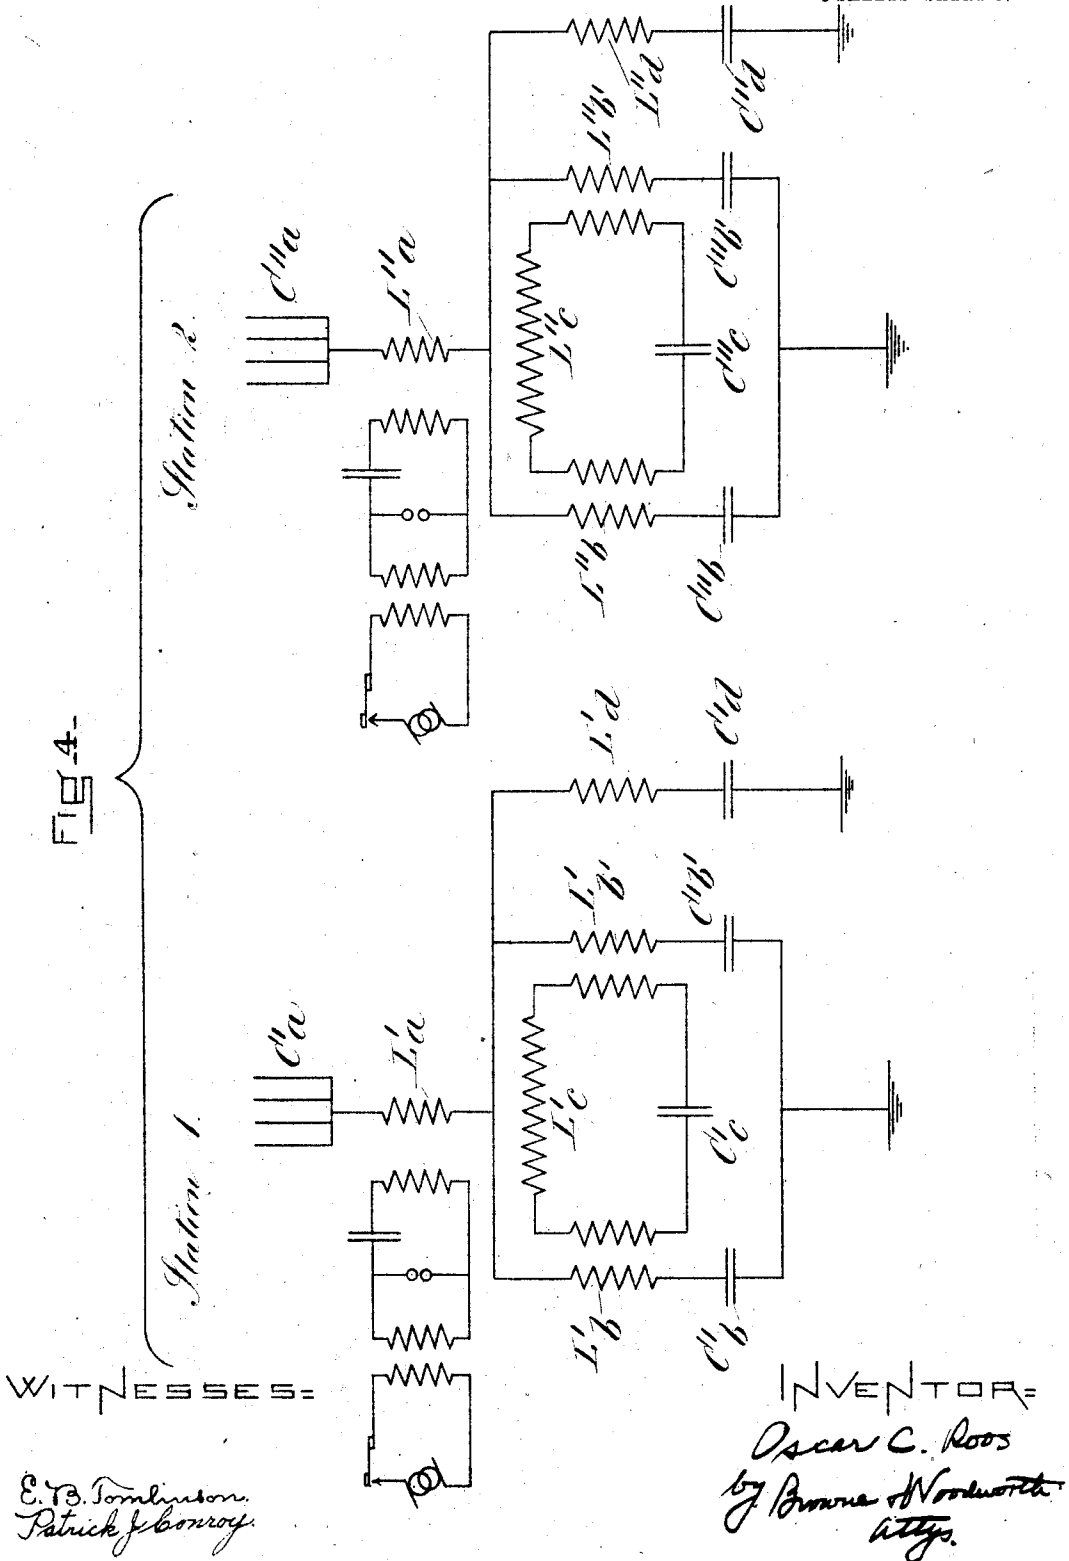 Fig. 4.
Station 1.
Station 2.
C''a
L'a
L'c
C'c
L'b
C''b
L'b'
C''b'
L'd
C'd
C'''a
L''a
L''c
C''c
L''b
C'''b
L''b'
C'''b'
L''d
C''d
WITNESSES=
E. B. Tomlinson.
Patrick J. Conroy.
INVENTOR=
Oscar C. Roos
by Browne & Woodworth
attys.